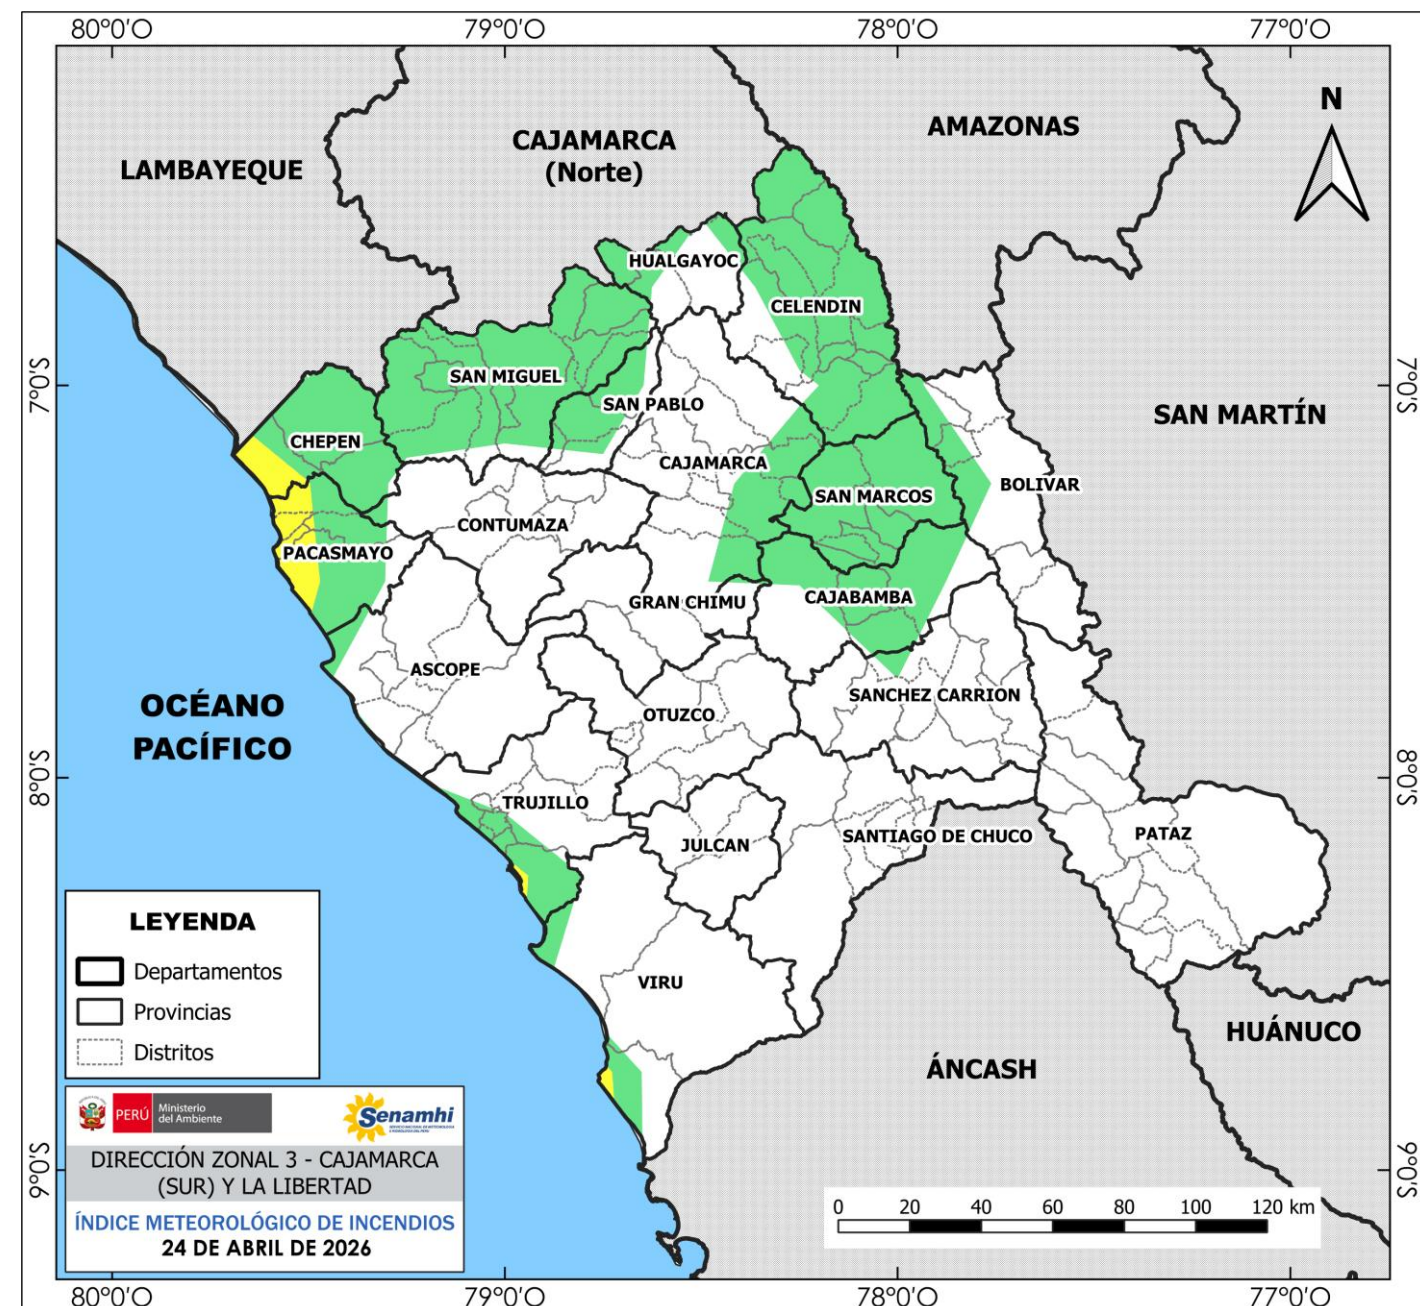 80°0'O 79°0'O 78°0'O 77°0'O
N
AMAZONAS
CAJAMARCA
(Norte)
LAMBAYEQUE
HUALGAYOC
CELENDIN
7°0'S
7°0'S
SAN MIGUEL
SAN PABLO
SAN MARTÍN
CHEPEN
CAJAMARCA
BOLIVAR
SAN MARCOS
CONTUMAZA
PACASMAYO
CAJABAMBA
GRAN CHIMU
ASCOPE
SANCHEZ CARRION
OCÉANO
PACÍFICO
OTUZCO
8°0'S
8°0'S
TRUJILLO
JULCAN
SANTIAGO DE CHUCO
PATAZ
VIRU
HUÁNUCO
ÁNCASH
LEYENDA
Departamentos
Provincias
Distritos
PERÚ
Ministerio
del Ambiente
Senamhi
DIRECCIÓN ZONAL 3 - CAJAMARCA
(SUR) Y LA LIBERTAD
ÍNDICE METEOROLÓGICO DE INCENDIOS
24 DE ABRIL DE 2026
9°0'S
9°0'S
0 20 40 60 80 100 120 km
80°0'O 79°0'O 78°0'O 77°0'O